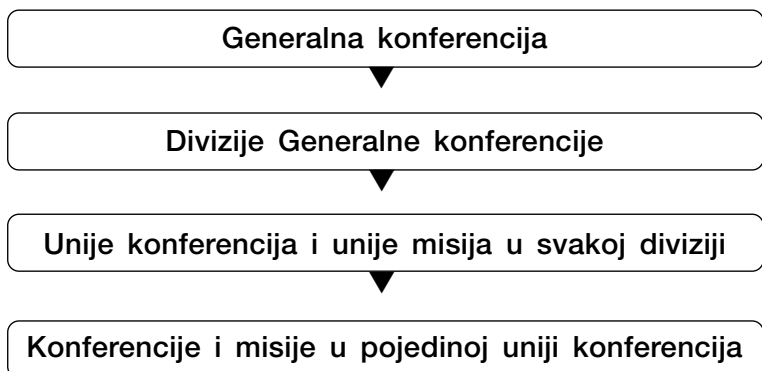 Generalna konferencija
Divizije Generalne konferencije
Unije konferencija i unije misija u svakoj diviziji
Konferencije i misije u pojedinoj uniji konferencija